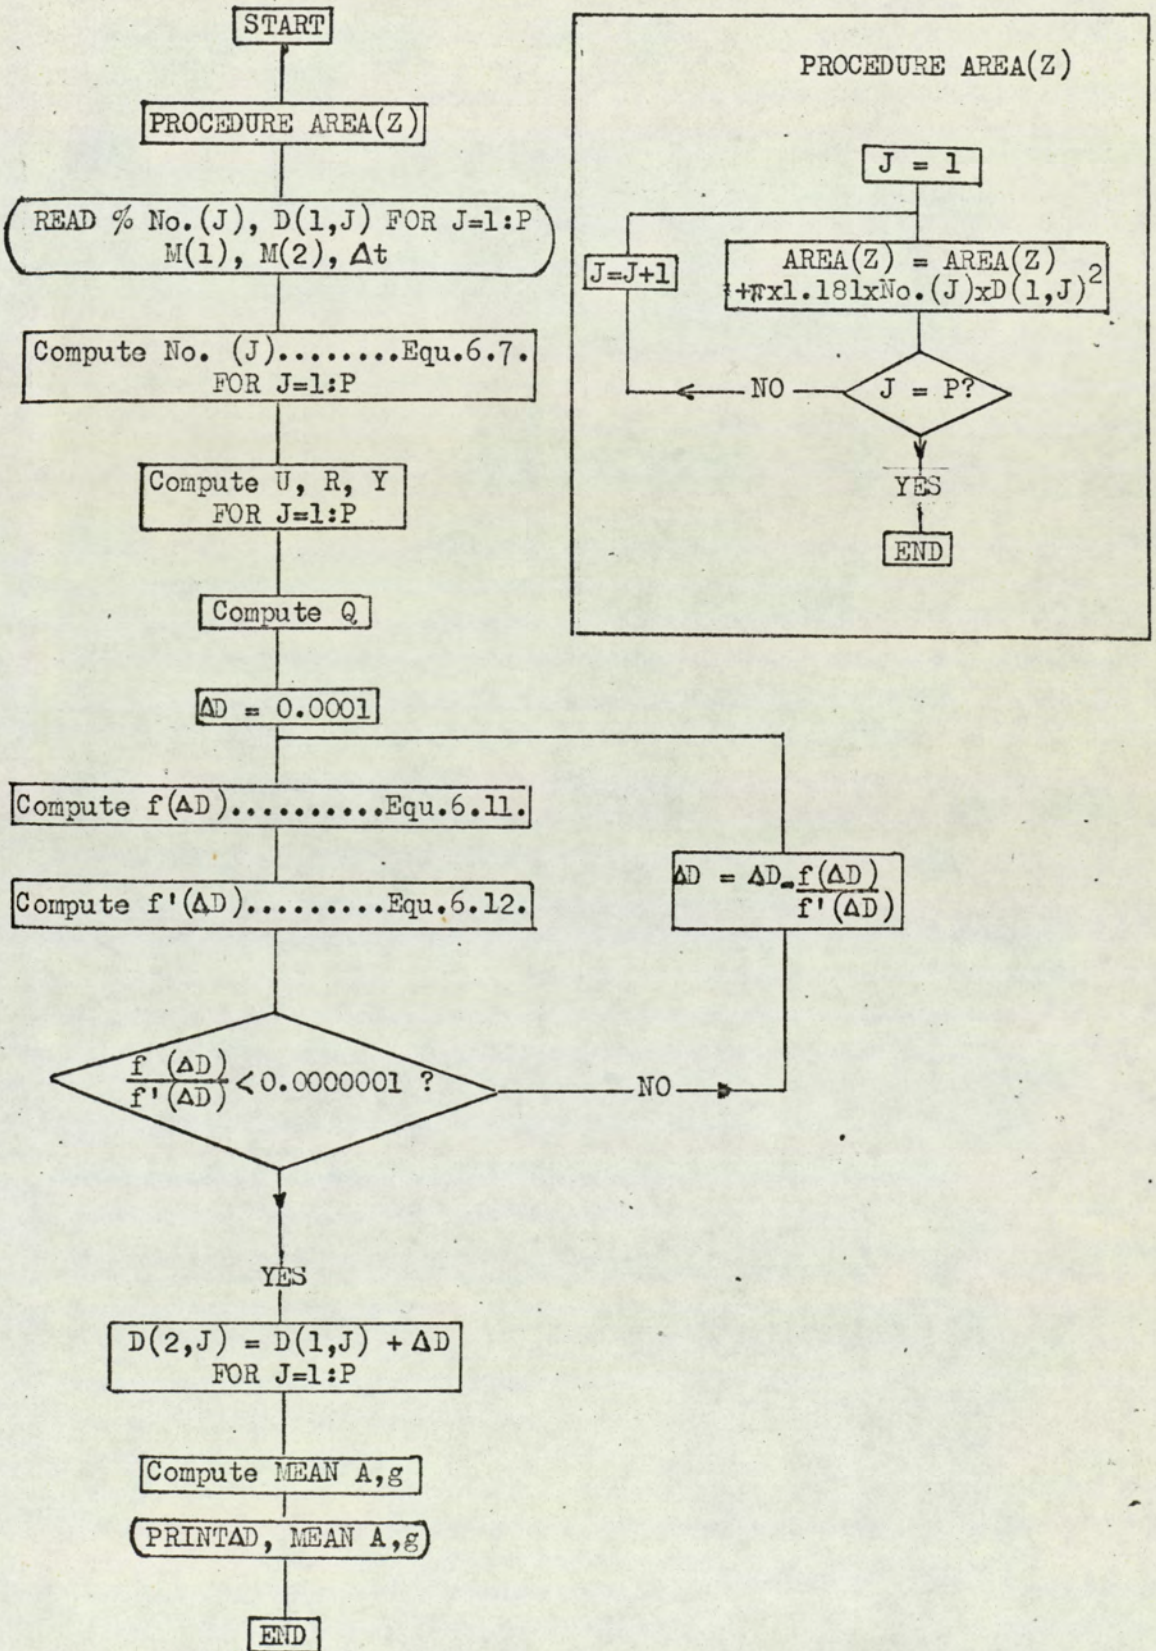 START
PROCEDURE AREA(Z)
READ % No.(J), D(1,J) FOR J=1:P
M(1), M(2), Δt
Compute No. (J)........Equ.6.7.
FOR J=1:P
Compute U, R, Y
FOR J=1:P
Compute Q
ΔD = 0.0001
Compute f(ΔD)..........Equ.6.11.
Compute f'(ΔD).........Equ.6.12.
f (ΔD)
f'(ΔD) < 0.0000001 ?
NO
ΔD = ΔD-f(ΔD)
f'(ΔD)
YES
D(2,J) = D(1,J) + ΔD
FOR J=1:P
Compute MEAN A,g
PRINTΔD, MEAN A,g
END
PROCEDURE AREA(Z)
J = 1
J=J+1
AREA(Z) = AREA(Z)
+πx1.181xNo.(J)xD(1,J)²
NO
J = P?
YES
END